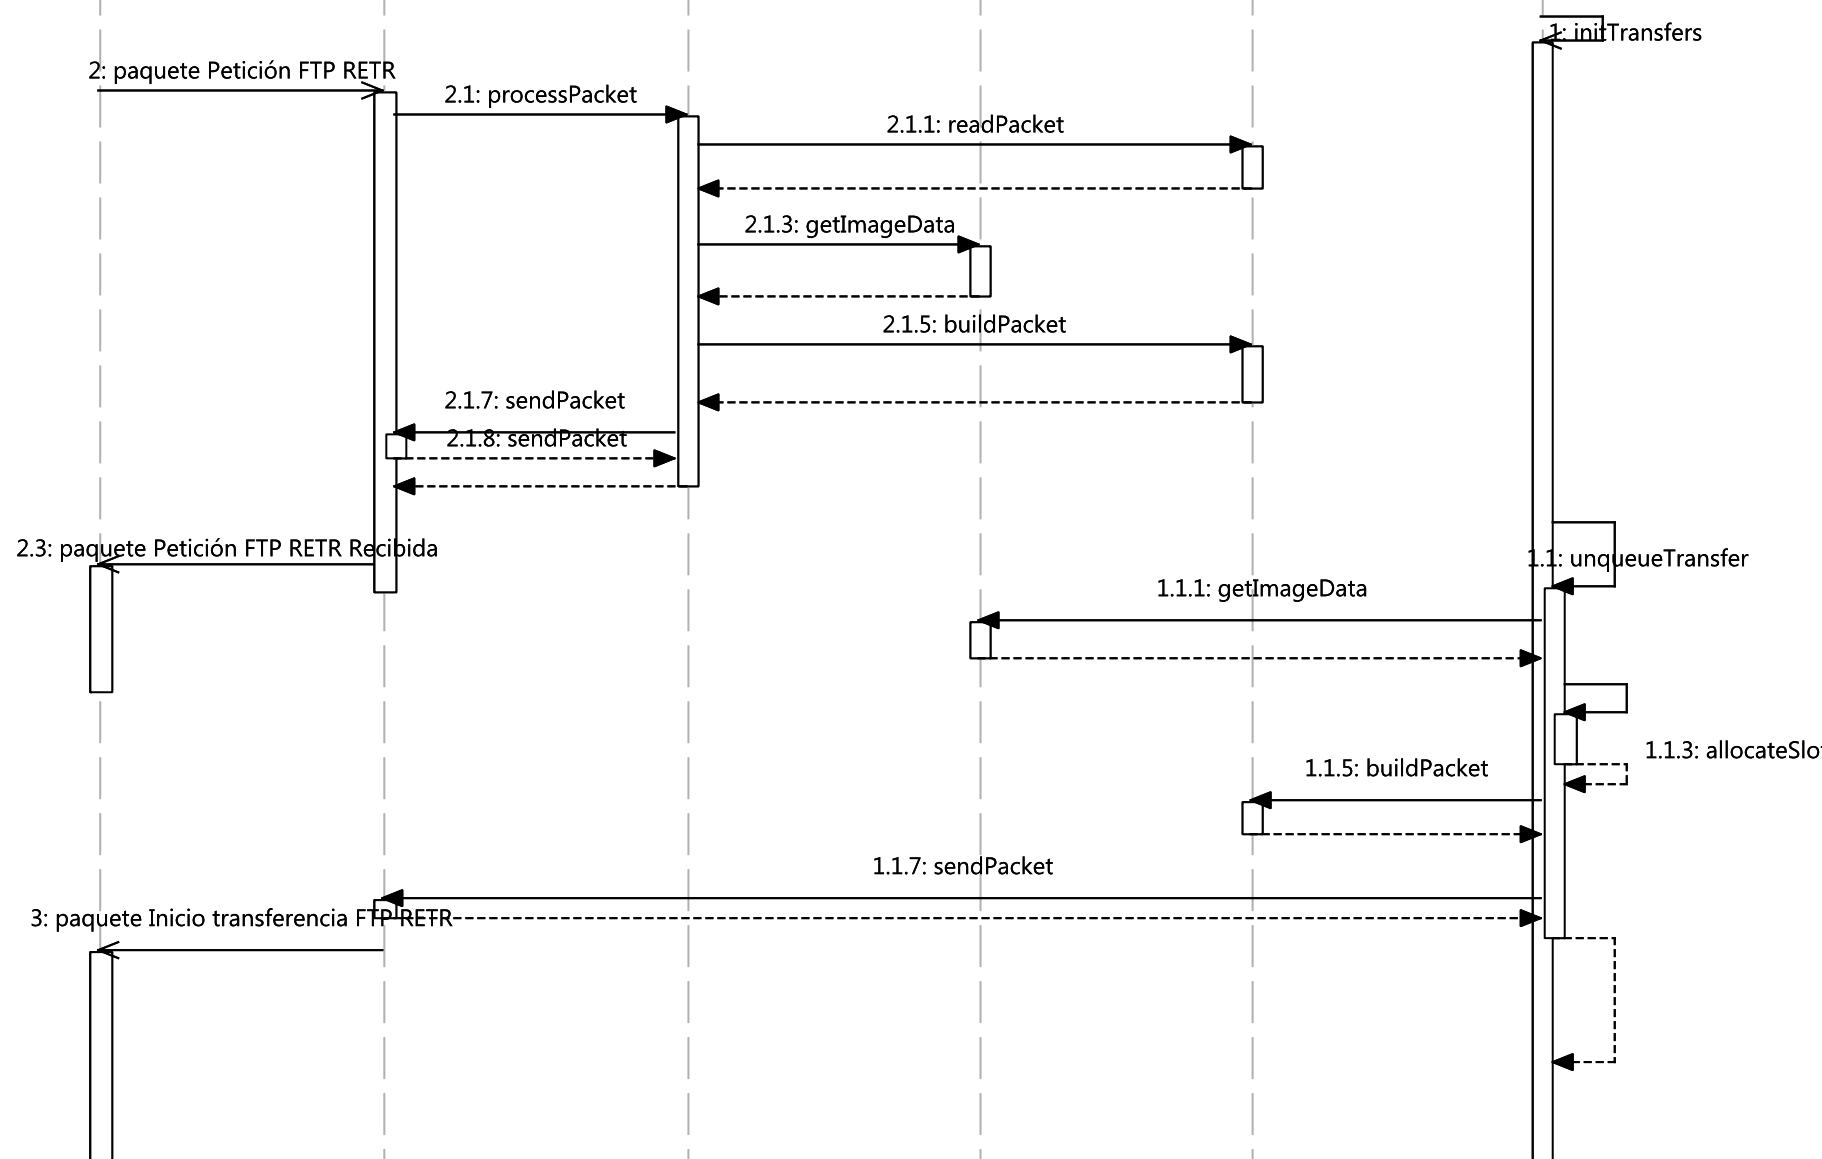 1: initTransfers
2: paquete Petición FTP RETR
2.1: processPacket
2.1.1: readPacket
2.1.3: getImageData
2.1.5: buildPacket
2.1.7: sendPacket
2.1.8: sendPacket
2.3: paquete Petición FTP RETR Recibida
1.1: unqueueTransfer
1.1.1: getImageData
1.1.3: allocateSlo
1.1.5: buildPacket
1.1.7: sendPacket
3: paquete Inicio transferencia FTP RETR